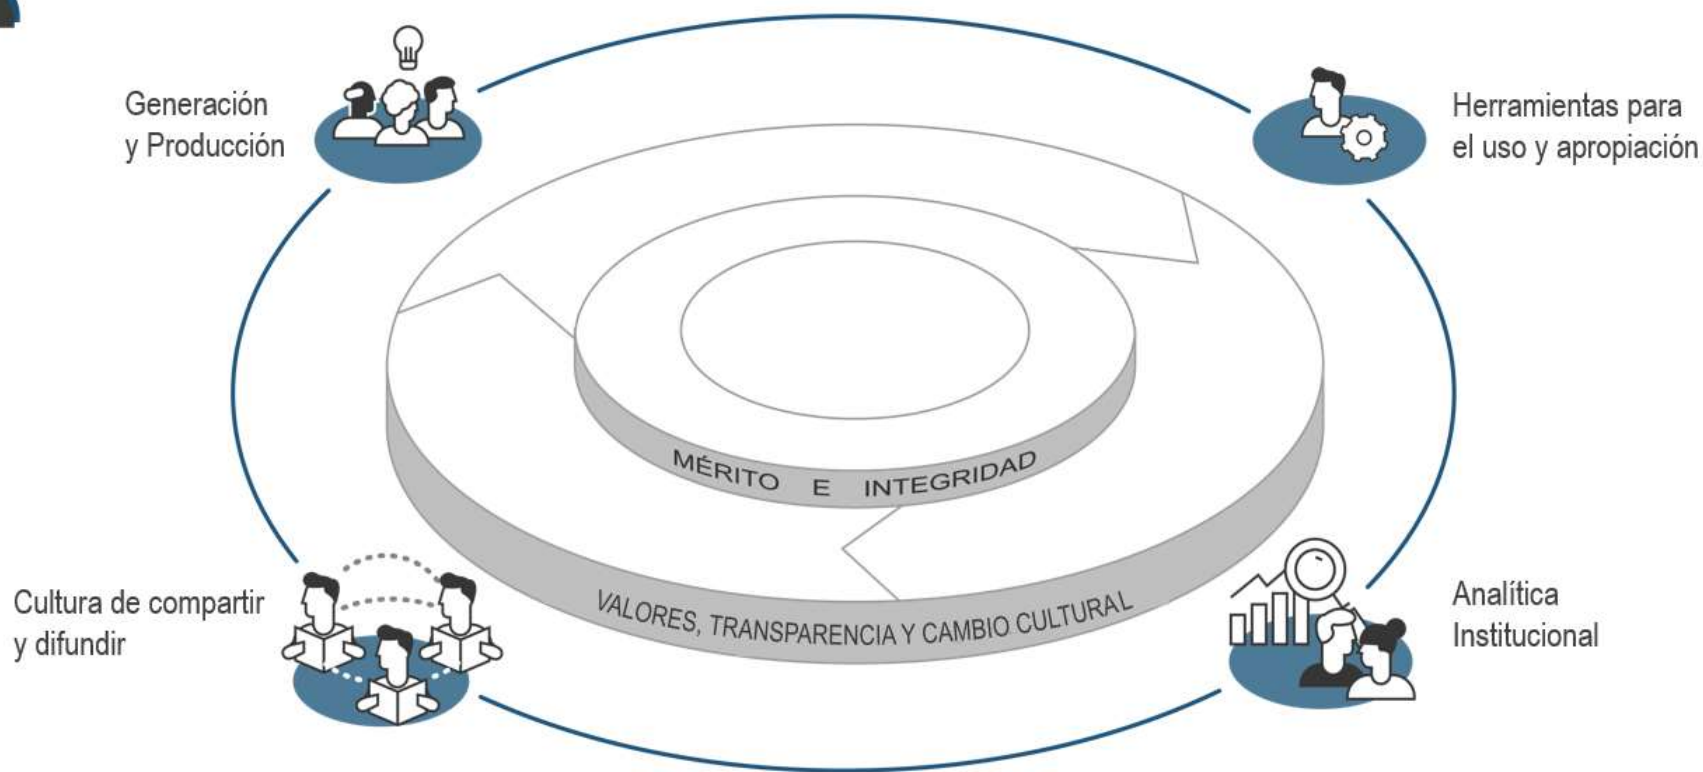 Generación
y Producción
Herramientas para
el uso y apropiación
MÉRITO E INTEGRIDAD
VALORES, TRANSPARENCIA Y CAMBIO CULTURAL
Cultura de compartir
y difundir
Analítica
Institucional